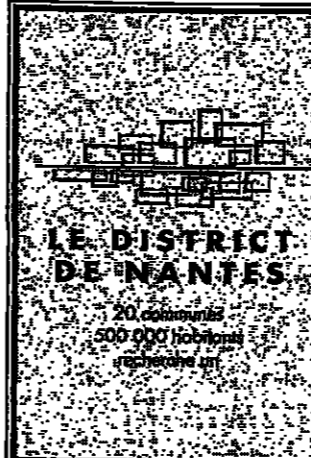 LE DISTRICT
DE NANTES
20 communes
500 000 habitants
recherche un